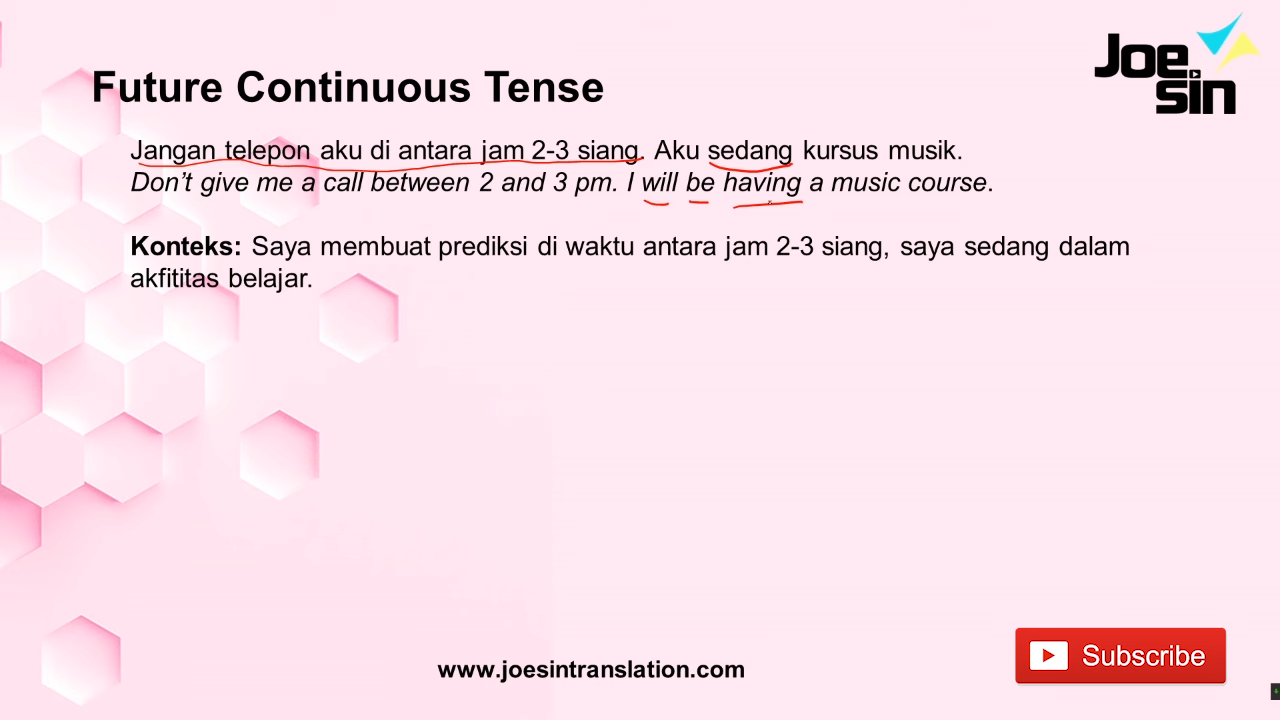 Joe
sin
Future Continuous Tense
Jangan telepon aku di antara jam 2-3 siang. Aku sedang kursus musik.
Don’t give me a call between 2 and 3 pm. I will be having a music course.
Konteks: Saya membuat prediksi di waktu antara jam 2-3 siang, saya sedang dalam
akfititas belajar.
www.joesintranslation.com
Subscribe